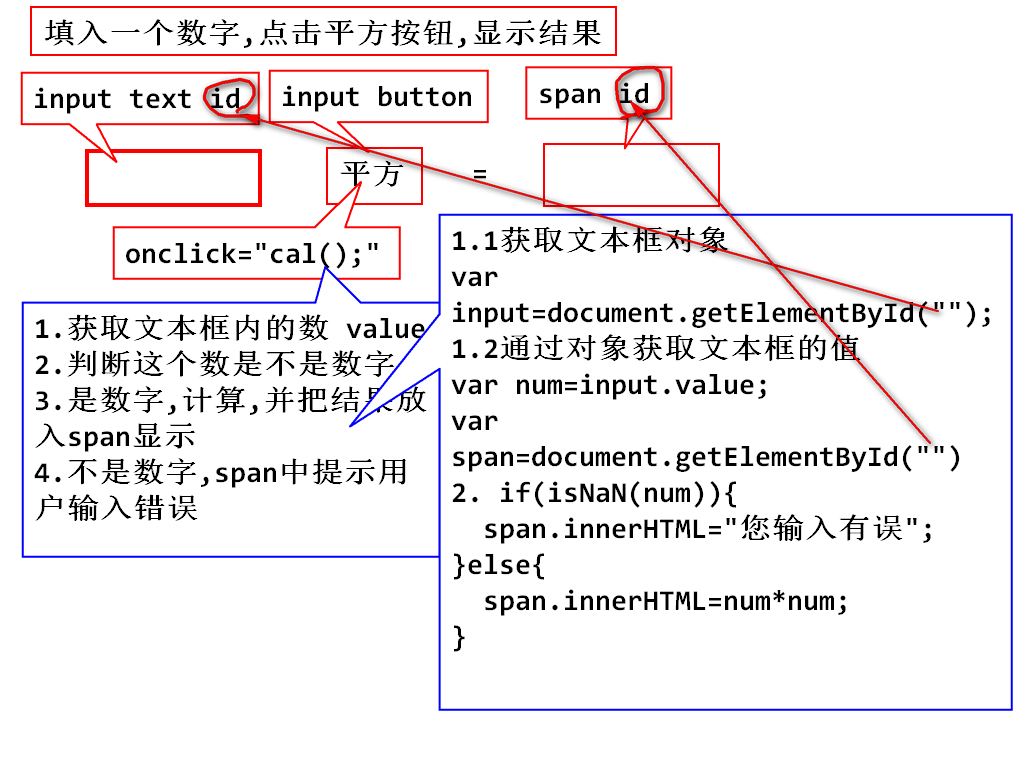 填入一个数字,点击平方按钮,显示结果
input text id
input button
span id
平方
=
onclick="cal();"
1.获取文本框内的数 value
2.判断这个数是不是数字
3.是数字,计算,并把结果放
入span显示
4.不是数字,span中提示用
户输入错误
1.1获取文本框对象
var
input=document.getElementById("");
1.2通过对象获取文本框的值
var num=input.value;
var
span=document.getElementById("")
2. if(isNaN(num)){
span.innerHTML="您输入有误";
}else{
span.innerHTML=num*num;
}